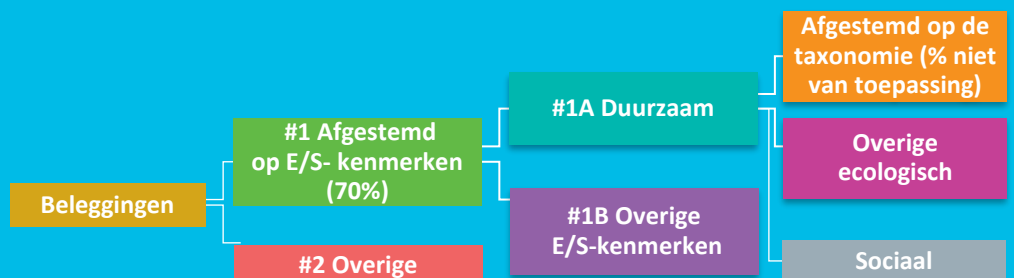 Beleggingen
#1 Afgestemd
op E/S- kenmerken
(70%)
#2 Overige
#1A Duurzaam
#1B Overige
E/S-kenmerken
Afgestemd op de
taxonomie (% niet
van toepassing)
Overige
ecologisch
Sociaal